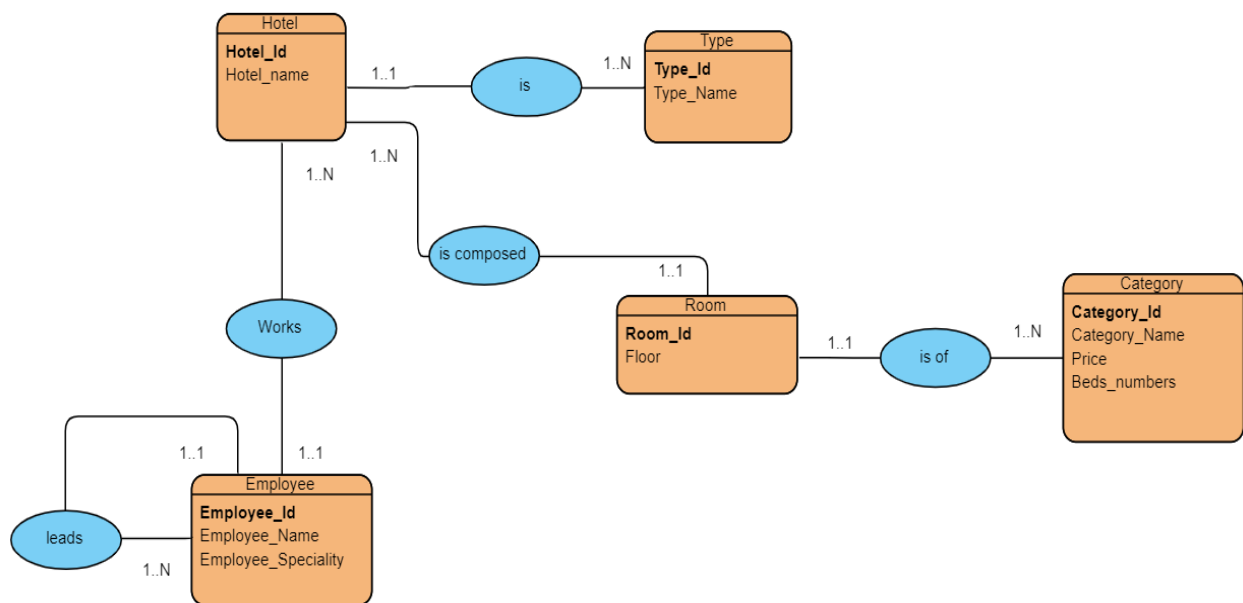 Hotel
Hotel_Id
Hotel_name
1..1
is
1..N
Type
Type_Id
Type_Name
1..N
1..N
is composed
1..1
Room
Room_Id
Floor
1..1
is of
1..N
Category
Category_Id
Category_Name
Price
Beds_numbers
Works
1..1
1..1
Employee
Employee_Id
Employee_Name
Employee_Speciality
leads
1..N